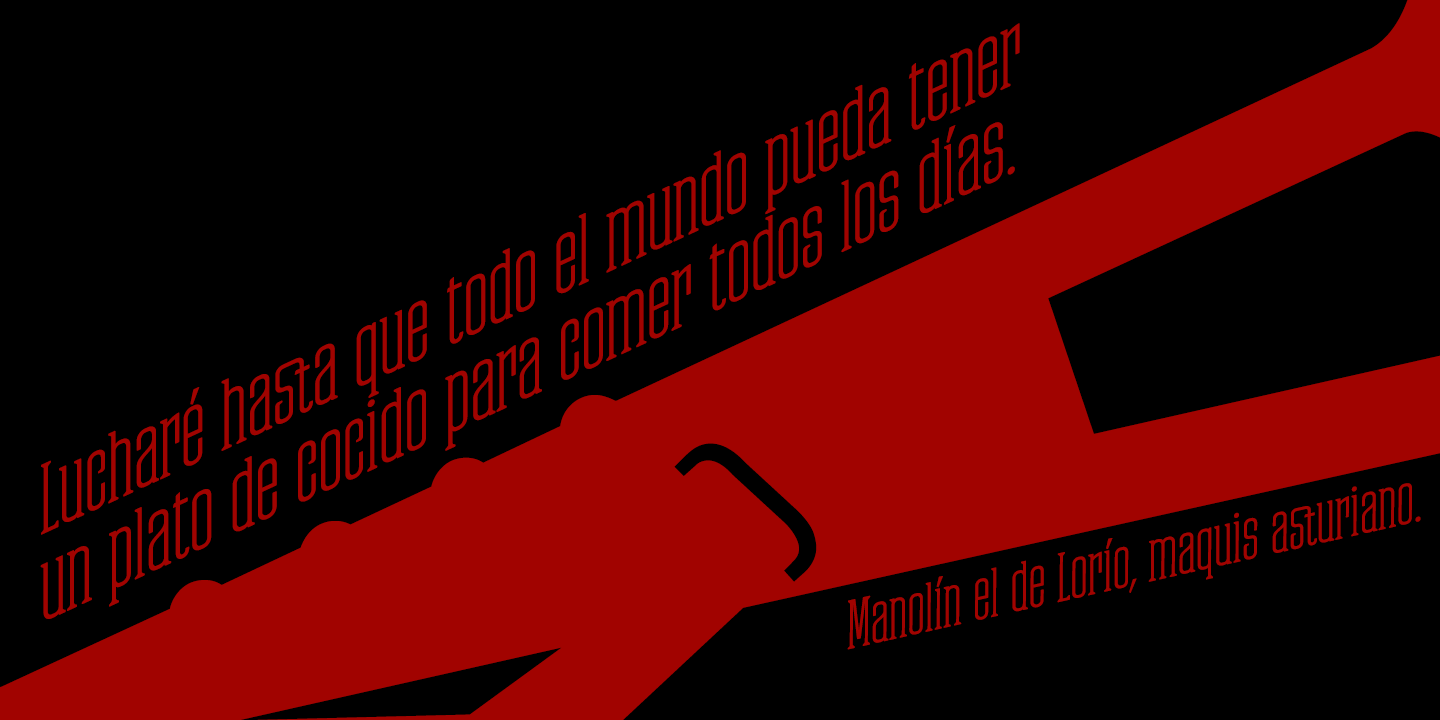 Lucharé hasta que todo el mundo pueda tener
un plato de cocido para comer todos los días.
Manolín el de Lorío, maquis asturiano.